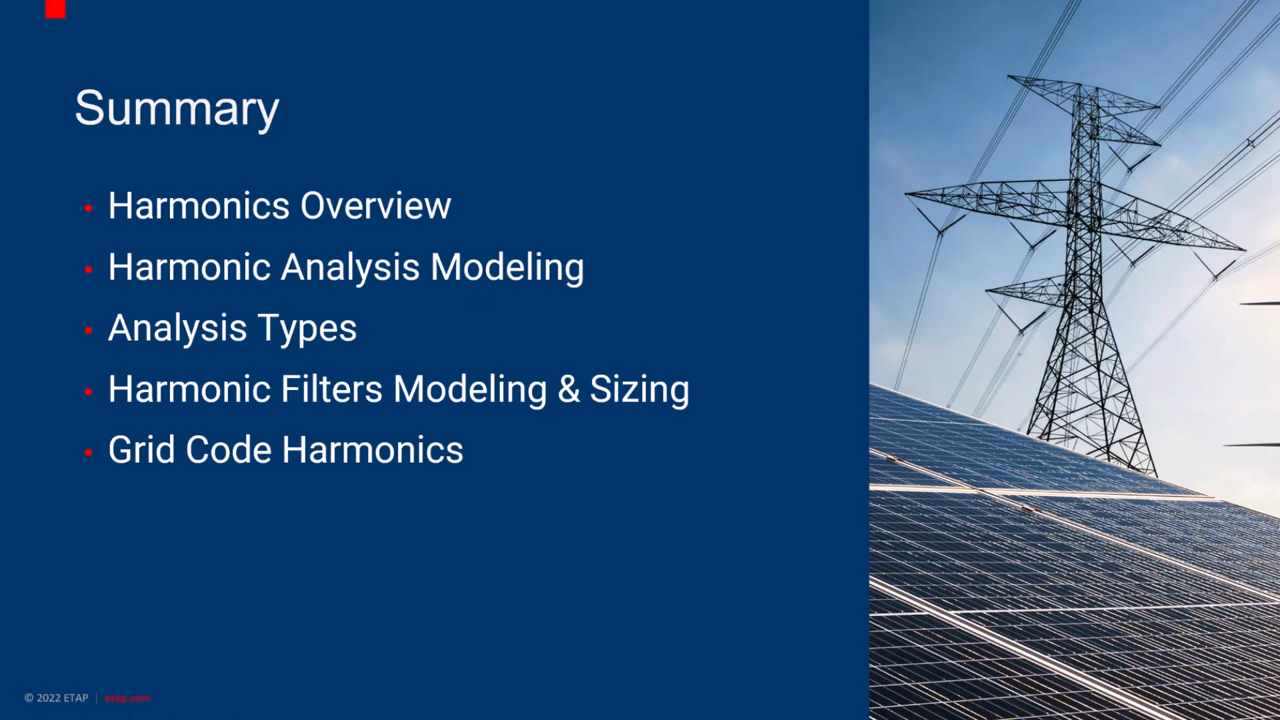 Summary
• Harmonics Overview
• Harmonic Analysis Modeling
• Analysis Types
• Harmonic Filters Modeling & Sizing
• Grid Code Harmonics
© 2022 ETAP | etap.com